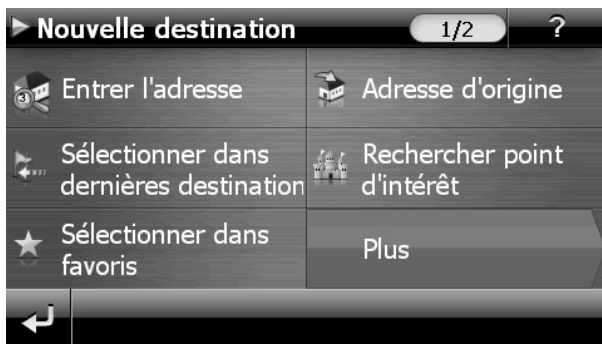 Nouvelle destination
1/2
?
Entrer l'adresse
Adresse d'origine
Sélectionner dans
dernières destination
Rechercher point
d'intérêt
Sélectionner dans
favoris
Plus